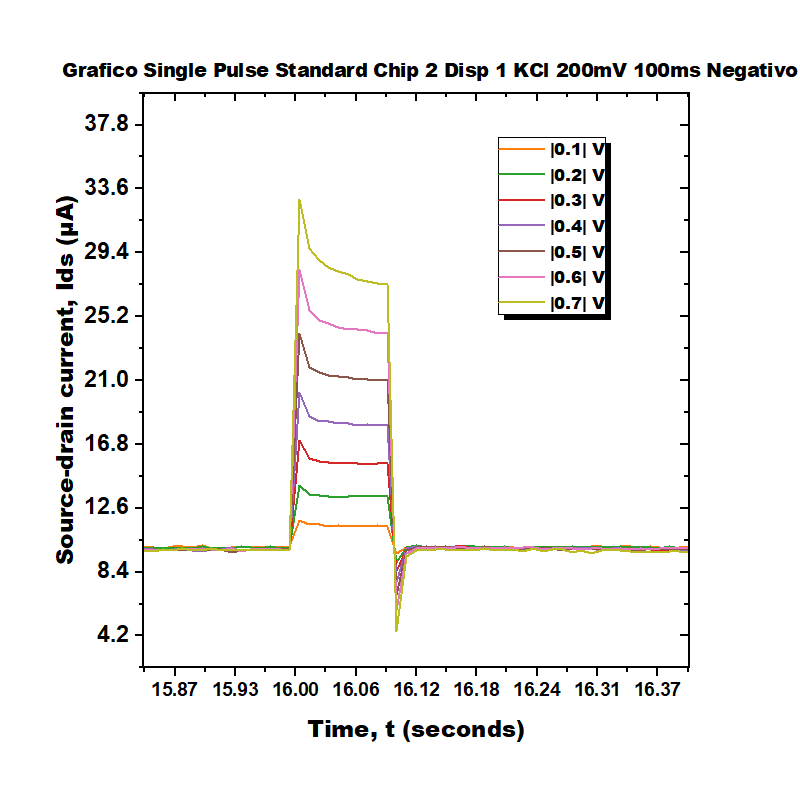 Grafico Single Pulse Standard Chip 2 Disp 1 KCl 200mV 100ms Negativo
37.8
33.6
29.4
25.2
21.0
16.8
12.6
8.4
4.2
Source-drain current, Ids (µA)
|0.1| V
|0.2| V
|0.3| V
|0.4| V
|0.5| V
|0.6| V
|0.7| V
15.87 15.93 16.00 16.06 16.12 16.18 16.24 16.31 16.37
Time, t (seconds)